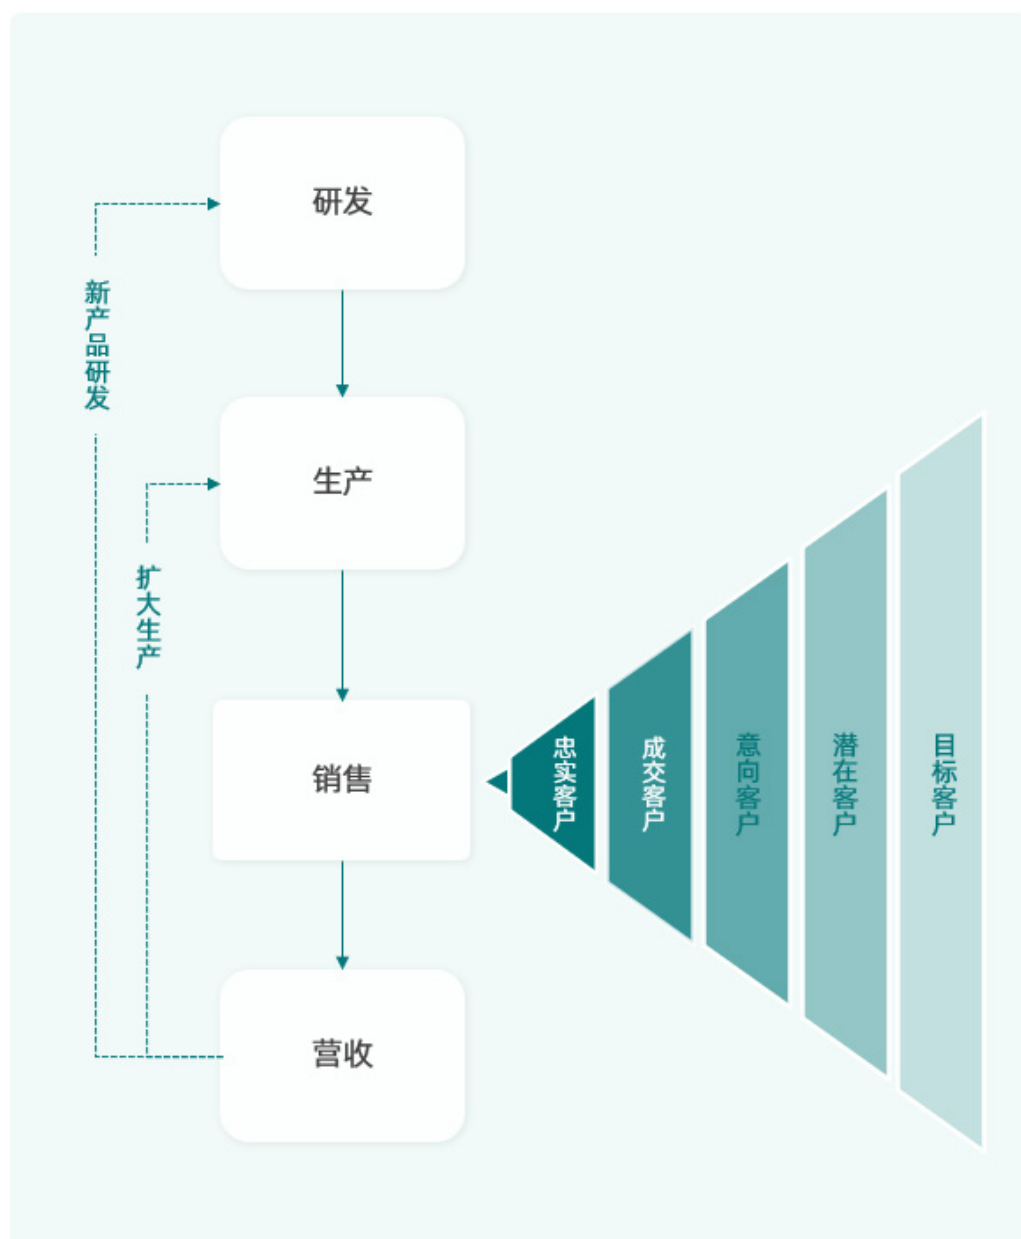 研发
新产品研发
生产
扩大生产
销售
忠实客户
成交客户
意向客户
潜在客户
目标客户
营收